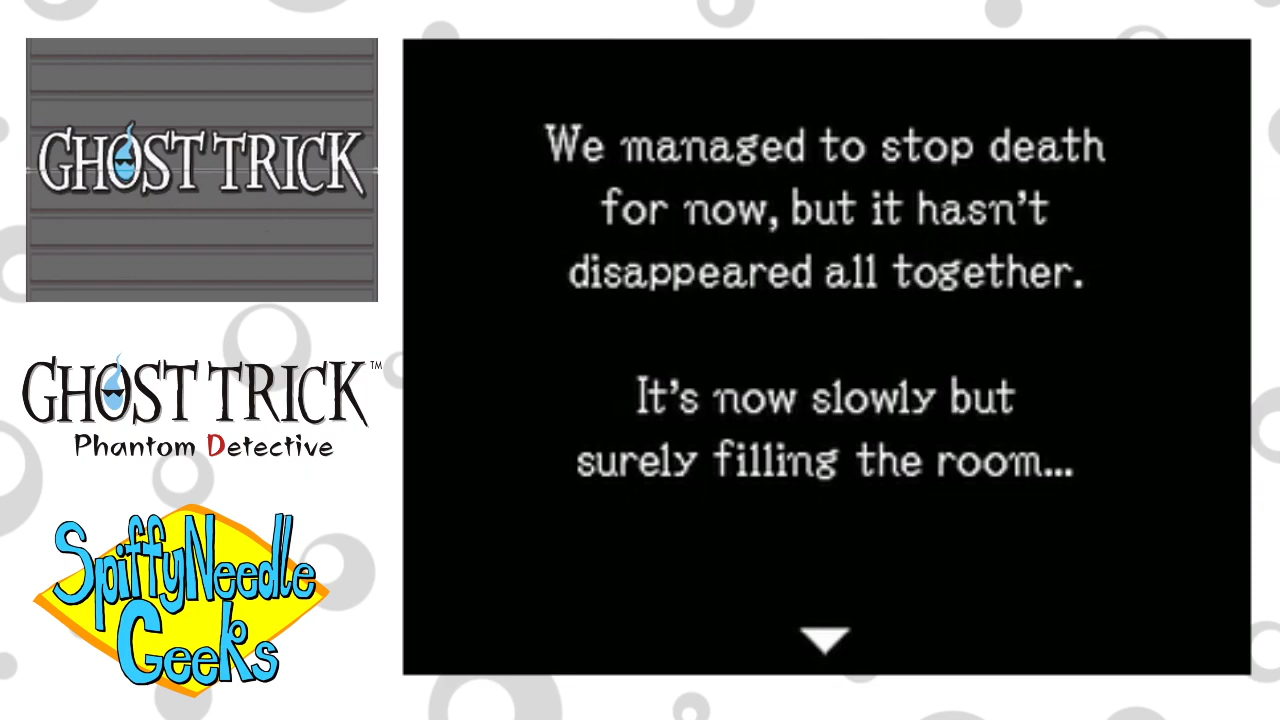 GHOST TRICK
GHOST TRICK™
Phantom Detective
SpiffyNeedle
Geeks
We managed to stop death
for now, but it hasn't
disappeared all together.
It's now slowly but
surely filling the room...